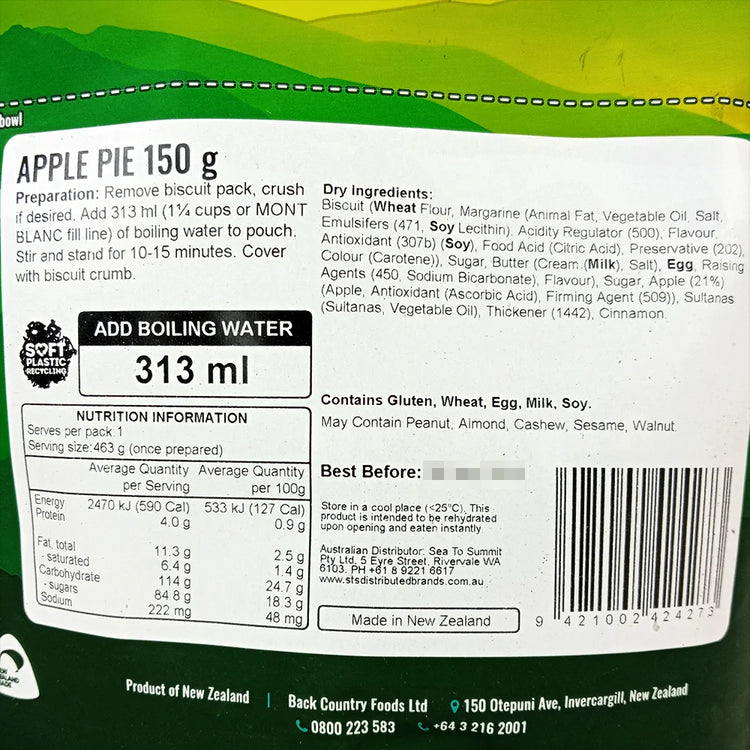 bowl
APPLE PIE 150 g
Preparation: Remove biscuit pack, crush
if desired. Add 313 ml (1¼ cups or MONT
BLANC fill line) of boiling water to pouch.
Stir and stand for 10-15 minutes. Cover
with biscuit crumb.
SOFT
PLASTIC
RECYCLING
ADD BOILING WATER
313 ml
NUTRITION INFORMATION
Serves per pack:1
Serving size:463 g (once prepared)
Average Quantity per Serving Average Quantity per 100g
Energy 2470 kJ (590 Cal) 533 kJ (127 Cal)
Protein 4.0 g 0.9 g
Fat, total 11.3 g 2.5 g
- saturated 6.4 g 1.4 g
Carbohydrate 114 g 24.7 g
- sugars 84.8 g 18.3 g
Sodium 222 mg 48 mg
Dry Ingredients:
Biscuit (Wheat Flour, Margarine (Animal Fat, Vegetable Oil, Salt,
Emulsifers (471, Soy Lecithin), Acidity Regulator (500), Flavour,
Antioxidant (307b) (Soy), Food Acid (Citric Acid), Preservative (202),
Colour (Carotene)), Sugar, Butter (Cream (Milk), Salt), Egg, Raising
Agents (450, Sodium Bicarbonate), Flavour), Sugar, Apple (21%)
(Apple, Antioxidant (Ascorbic Acid), Firming Agent (509)), Sultanas
(Sultanas, Vegetable Oil), Thickener (1442), Cinnamon.
Contains Gluten, Wheat, Egg, Milk, Soy.
May Contain Peanut, Almond, Cashew, Sesame, Walnut.
Best Before:
Store in a cool place (<25°C). This
product is intended to be rehydrated
upon opening and eaten instantly.
Australian Distributor: Sea To Summit
Pty Ltd, 5 Eyre Street, Rivervale WA
6103. PH +61 8 9221 6617
www.stsdistributedbrands.com.au
Made in New Zealand
9 421002 424273
Product of New Zealand | Back Country Foods Ltd 150 Otepuni Ave, Invercargill, New Zealand
0800 223 583 +64 3 216 2001